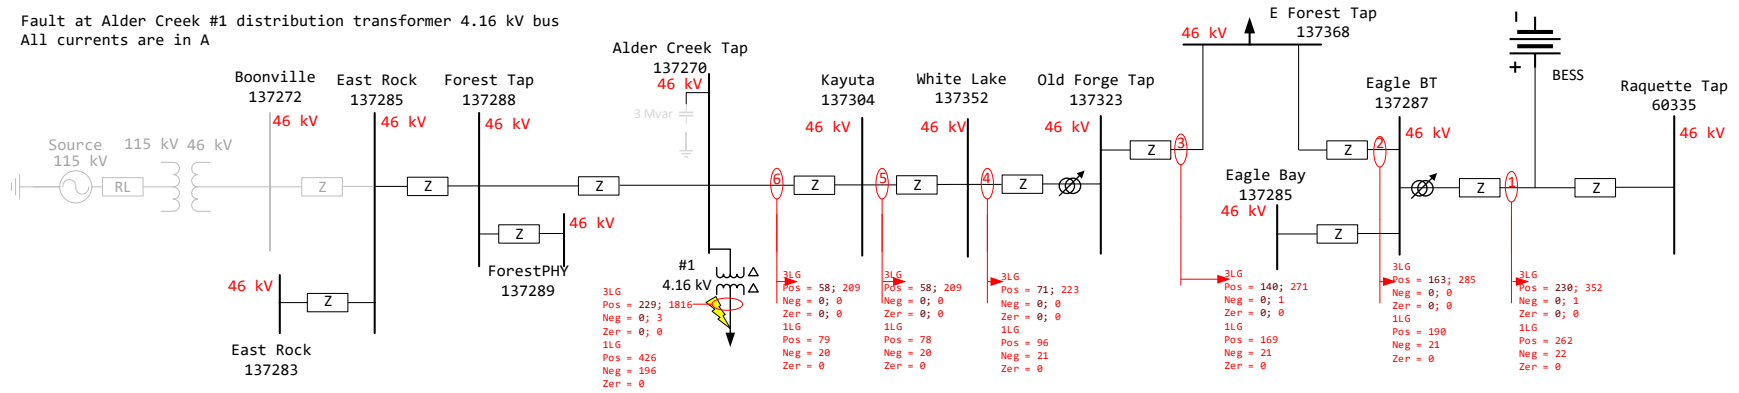 Fault at Alder Creek #1 distribution transformer 4.16 kV bus
All currents are in A
Source
115 kV
RL
115 kV
46 kV
Boonville
137272
46 kV
Z
East Rock
137285
46 kV
Z
46 kV
Z
East Rock
137283
Forest Tap
137288
46 kV
Z
Z
46 kV
ForestPHY
137289
Alder Creek Tap
137270
46 kV
3 Mvar
#1
4.16 kV
3LG
Pos = 229; 1816
Neg = 0; 3
Zer = 0; 0
1LG
Pos = 426
Neg = 196
Zer = 0
6
3LG
Pos = 58; 209
Neg = 0; 0
Zer = 0; 0
1LG
Pos = 79
Neg = 20
Zer = 0
Z
Kayuta
137304
46 kV
5
3LG
Pos = 58; 209
Neg = 0; 0
Zer = 0; 0
1LG
Pos = 78
Neg = 20
Zer = 0
Z
White Lake
137352
46 kV
4
3LG
Pos = 71; 223
Neg = 0; 0
Zer = 0; 0
1LG
Pos = 96
Neg = 21
Zer = 0
Z
Old Forge Tap
137323
46 kV
Z
3
3LG
Pos = 140; 271
Neg = 0; 1
Zer = 0; 0
1LG
Pos = 169
Neg = 21
Zer = 0
E Forest Tap
137368
46 kV
Z
2
3LG
Pos = 163; 285
Neg = 0; 0
Zer = 0; 0
1LG
Pos = 190
Neg = 21
Zer = 0
Eagle BT
137287
46 kV
Eagle Bay
137285
46 kV
Z
Z
1
3LG
Pos = 230; 352
Neg = 0; 1
Zer = 0; 0
1LG
Pos = 262
Neg = 22
Zer = 0
-
+
BESS
Z
Raquette Tap
60335
46 kV